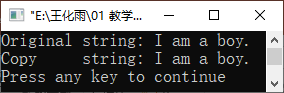 "E:\王化雨\01 教学...
Original string: I am a boy.
Copy     string: I am a boy.
Press any key to continue